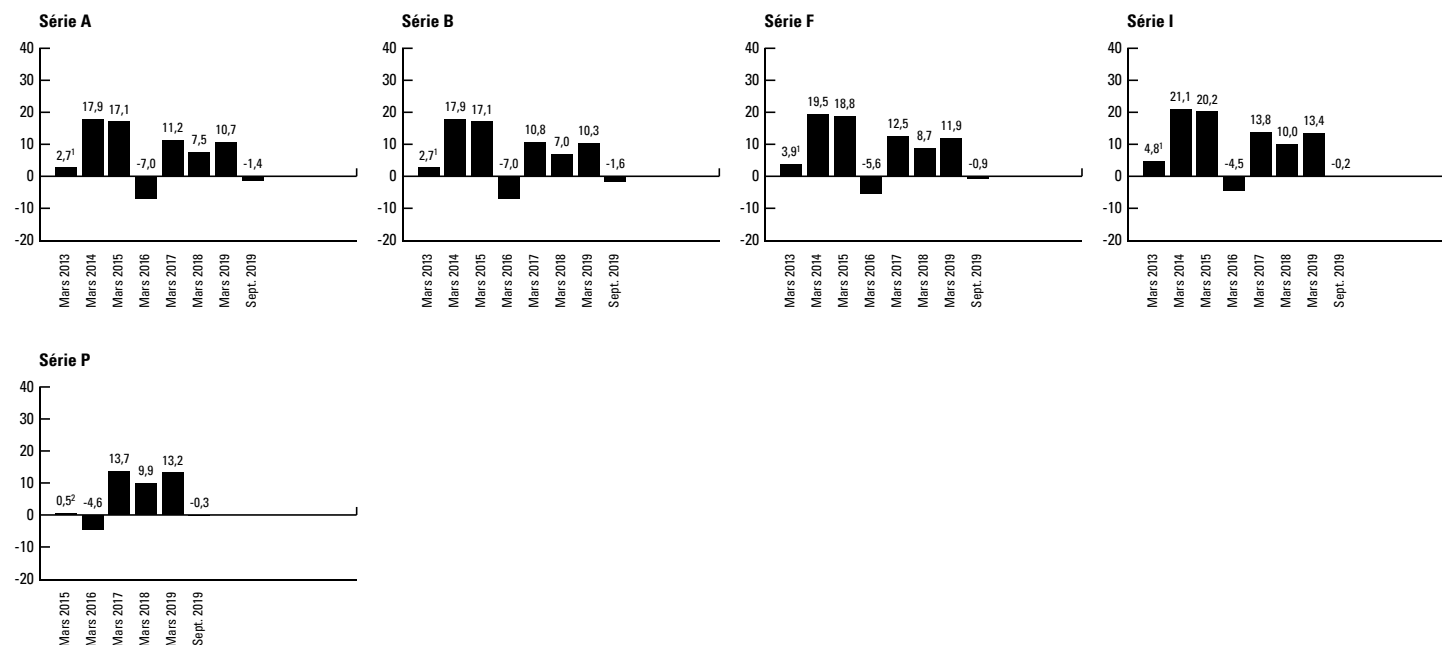 Série A
40
30
20
10
0
-10
-20
2,7¹
17,9
17,1
-7,0
11,2
7,5
10,7
-1,4
Mars 2013
Mars 2014
Mars 2015
Mars 2016
Mars 2017
Mars 2018
Mars 2019
Sept. 2019
Série B
40
30
20
10
0
-10
-20
2,7¹
17,9
17,1
-7,0
10,8
7,0
10,3
-1,6
Mars 2013
Mars 2014
Mars 2015
Mars 2016
Mars 2017
Mars 2018
Mars 2019
Sept. 2019
Série F
40
30
20
10
0
-10
-20
3,9¹
19,5
18,8
-5,6
12,5
8,7
11,9
-0,9
Mars 2013
Mars 2014
Mars 2015
Mars 2016
Mars 2017
Mars 2018
Mars 2019
Sept. 2019
Série I
40
30
20
10
0
-10
-20
4,8¹
21,1
20,2
-4,5
13,8
10,0
13,4
-0,2
Mars 2013
Mars 2014
Mars 2015
Mars 2016
Mars 2017
Mars 2018
Mars 2019
Sept. 2019
Série P
40
30
20
10
0
-10
-20
0,5²
-4,6
13,7
9,9
13,2
-0,3
Mars 2015
Mars 2016
Mars 2017
Mars 2018
Mars 2019
Sept. 2019